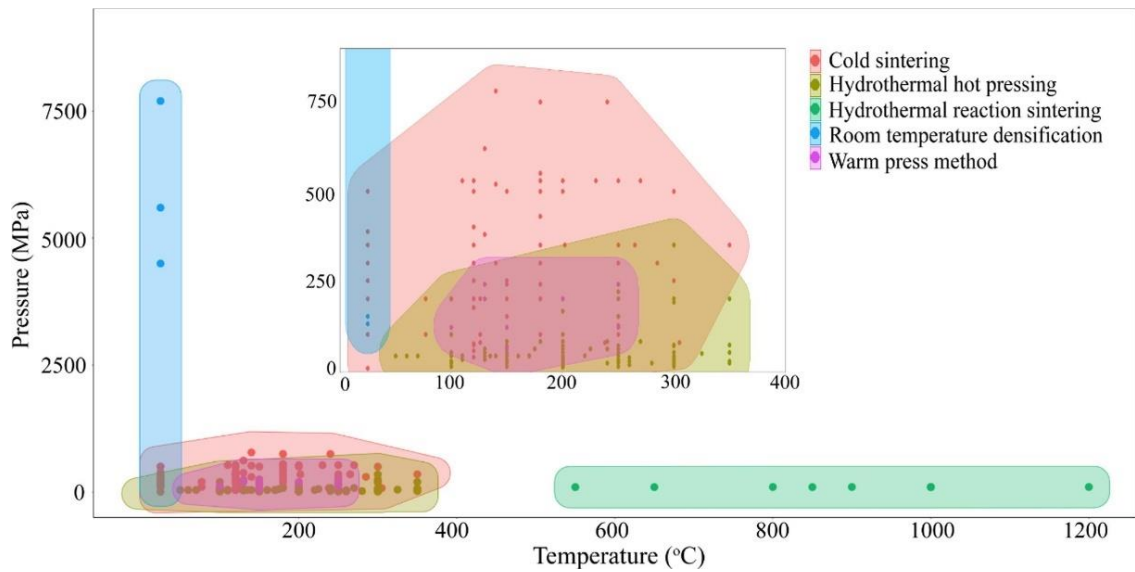 Cold sintering
Hydrothermal hot pressing
Hydrothermal reaction sintering
Room temperature densification
Warm press method
Pressure (MPa)
7500
5000
2500
0
750
500
250
0
0 100 200 300 400
200 400 600 800 1000 1200
Temperature (°C)